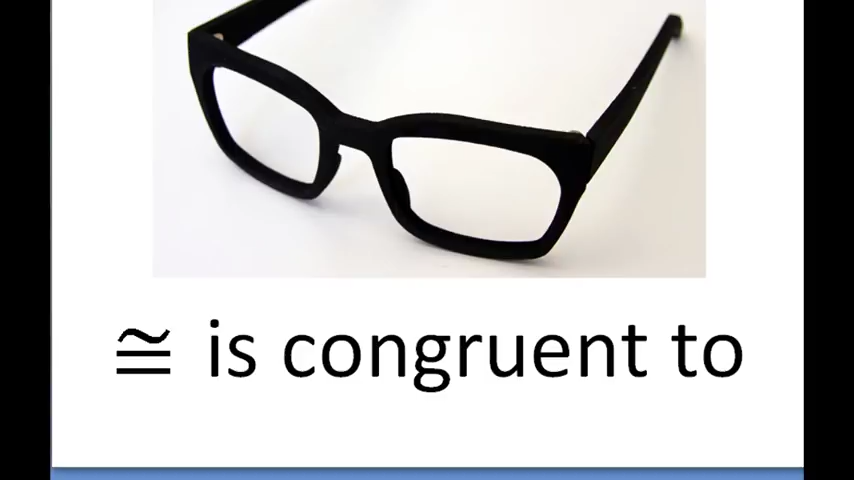 ≅ is congruent to